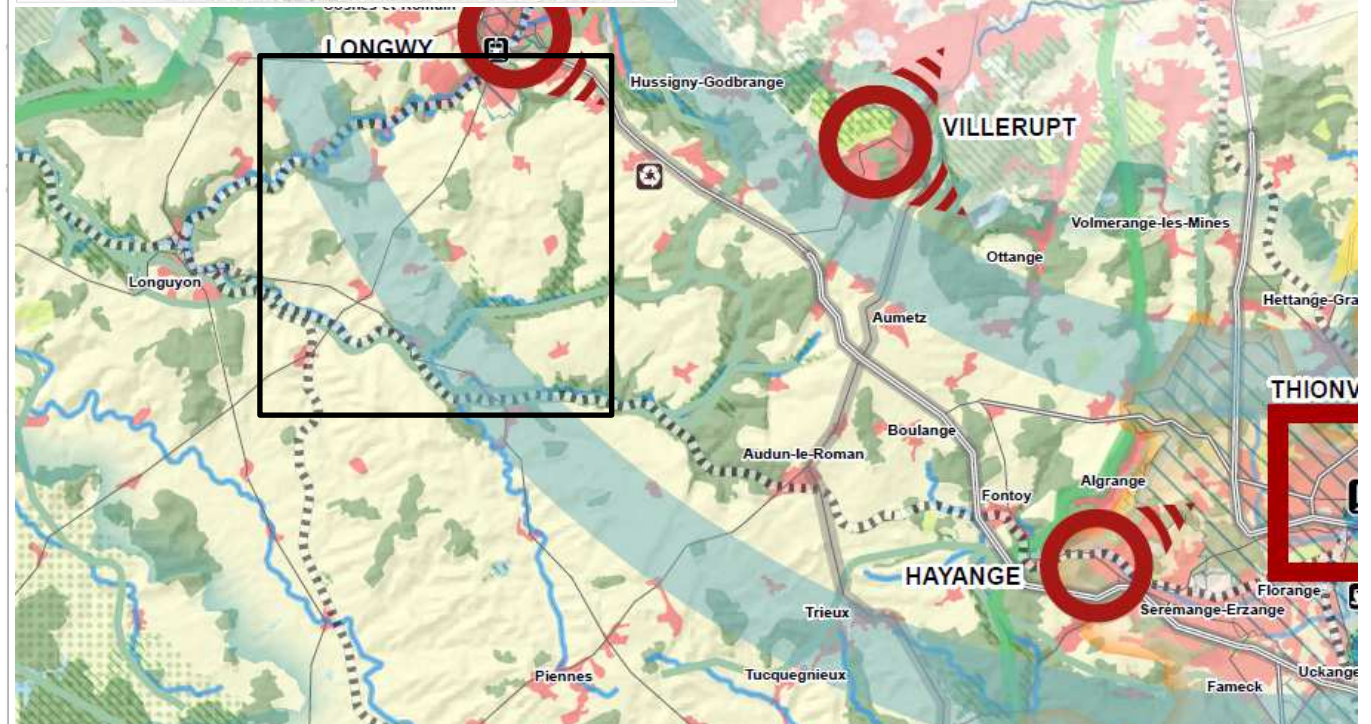 LONGWY
Hussigny-Godbrange
VILLERUPT
Volmerange-les-Mines
Ottange
Longuyon
Hettange-Gra
Aumetz
THIONV
Boulange
Audun-le-Roman
Algrange
Fontoy
HAYANGE
Florange
Serémange-Erzange
Trieux
Piennes
Tucquegnieux
Uckange
Fameck